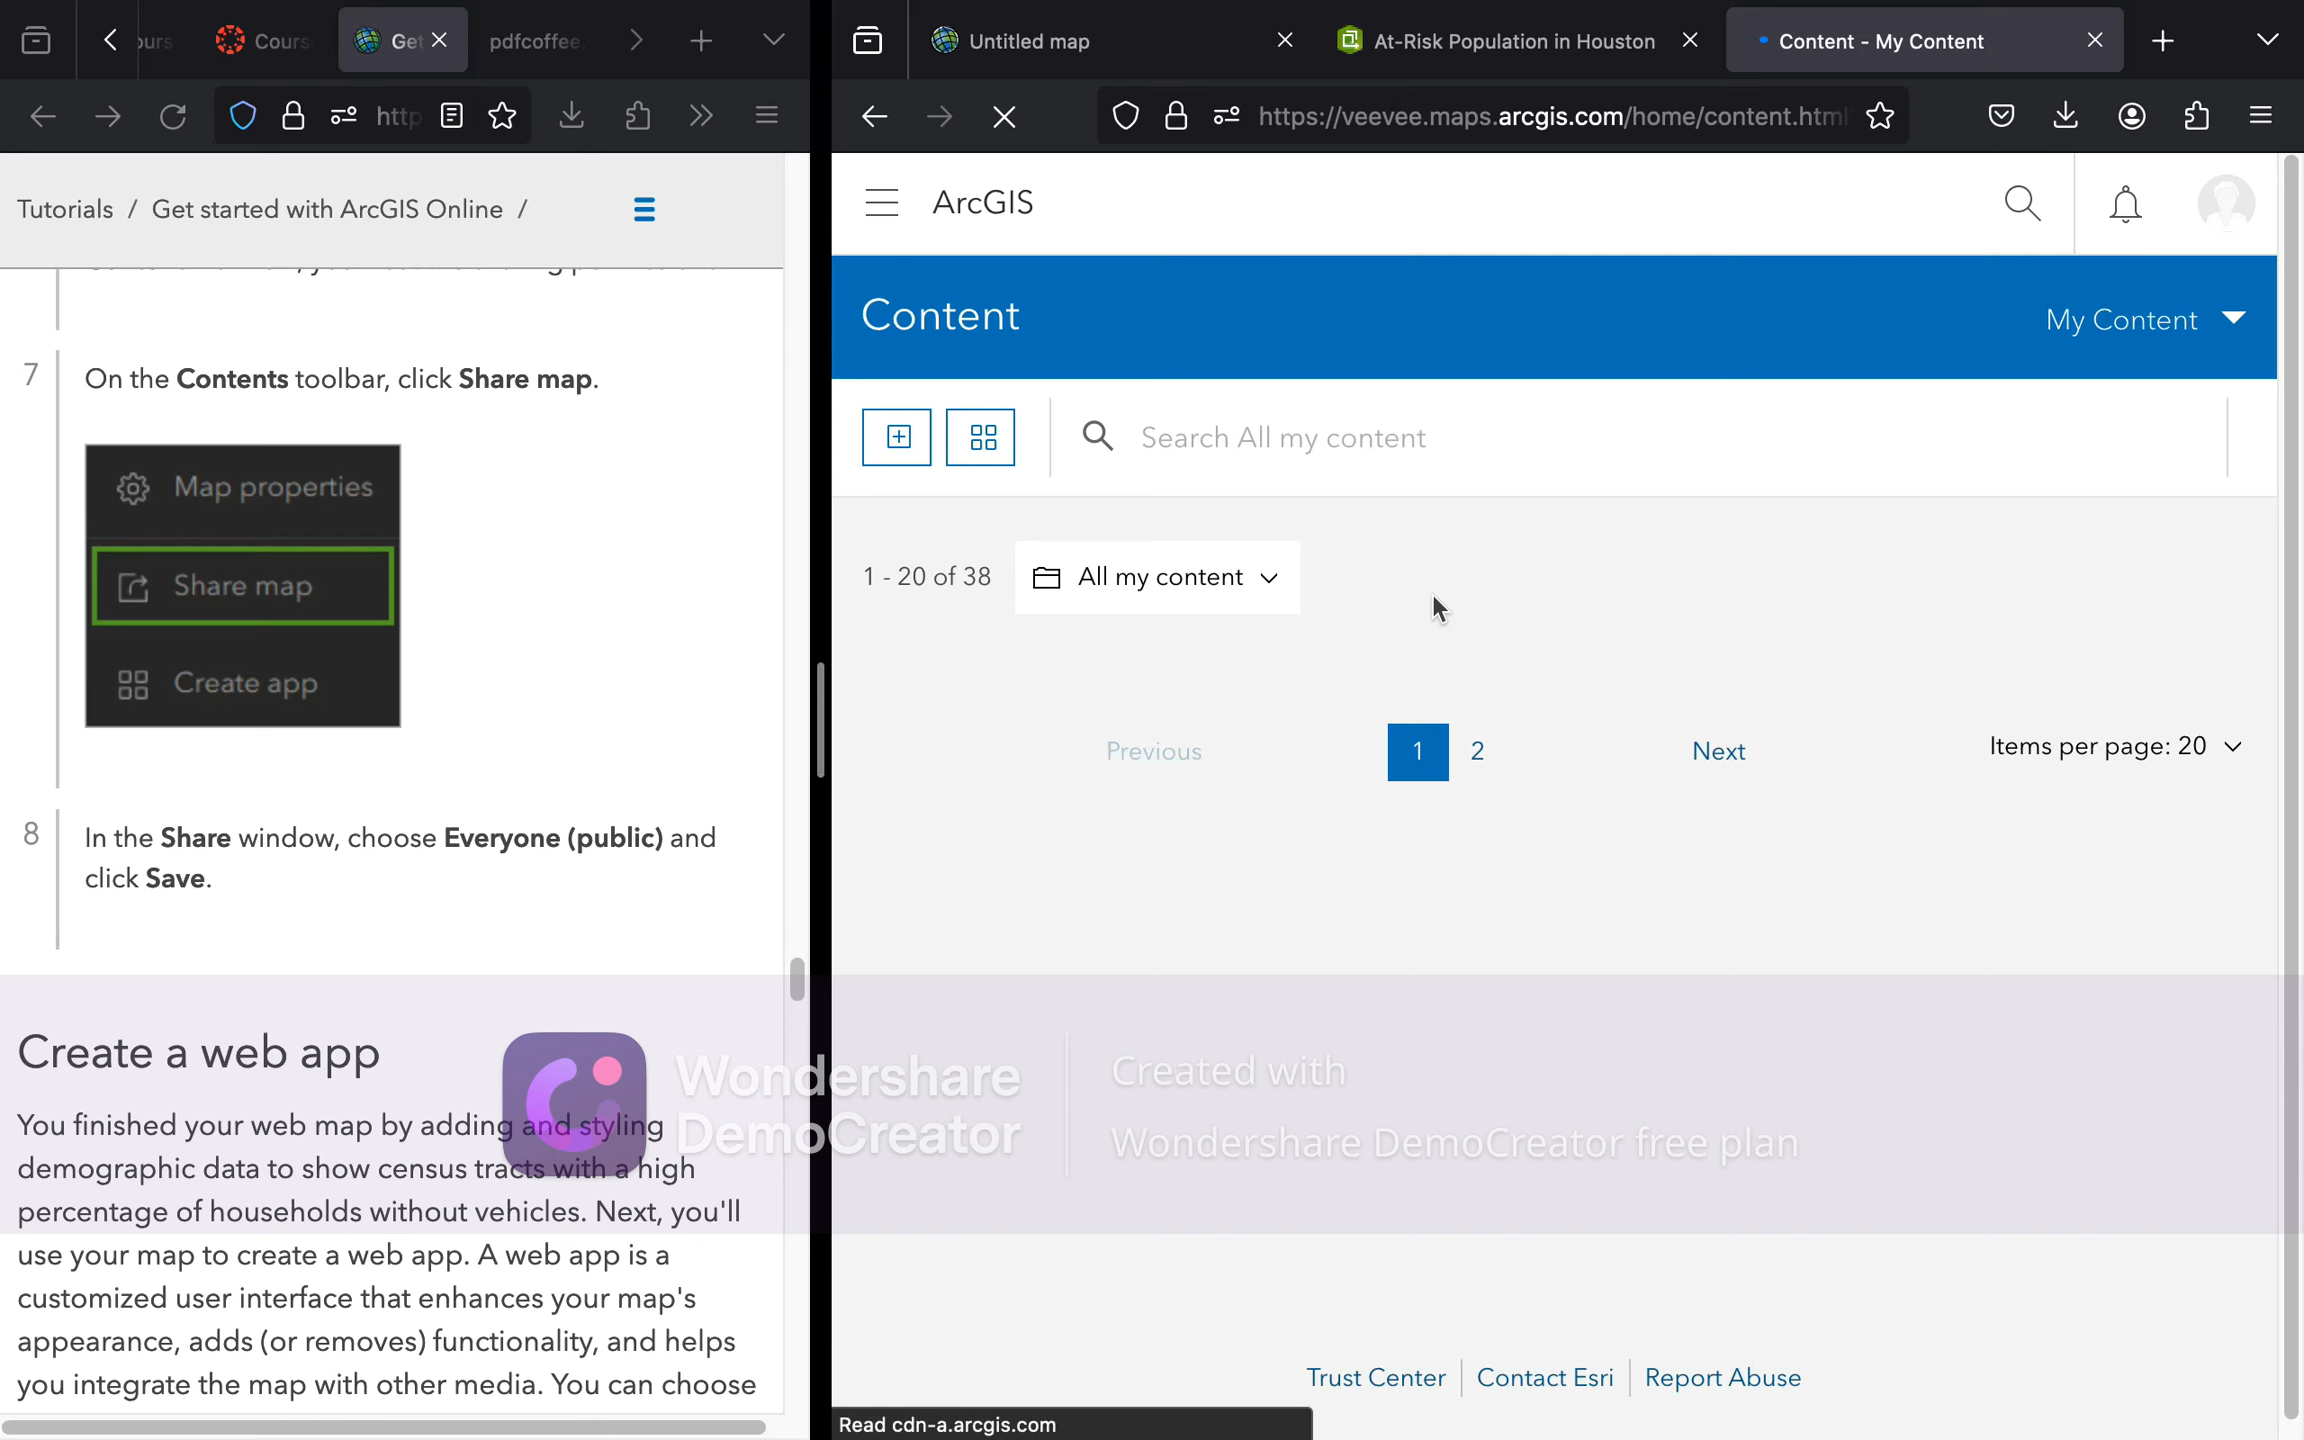 ours
Cours
Get
pdfcoffee.
Untitled map
At-Risk Population in Houston
Content - My Content
http
https://veevee.maps.arcgis.com/home/content.html
Tutorials / Get started with ArcGIS Online /
ArcGIS
Content
My Content
Search All my content
1 - 20 of 38
All my content
Previous
1
2
Next
Items per page: 20
7
On the Contents toolbar, click Share map.
Map properties
Share map
Create app
8
In the Share window, choose Everyone (public) and
click Save.
Create a web app
You finished your web map by adding and styling
demographic data to show census tracts with a high
percentage of households without vehicles. Next, you'll
use your map to create a web app. A web app is a
customized user interface that enhances your map's
appearance, adds (or removes) functionality, and helps
you integrate the map with other media. You can choose
Wondershare
DemoCreator
Created with
Wondershare DemoCreator free plan
Trust Center
Contact Esri
Report Abuse
Read cdn-a.arcgis.com